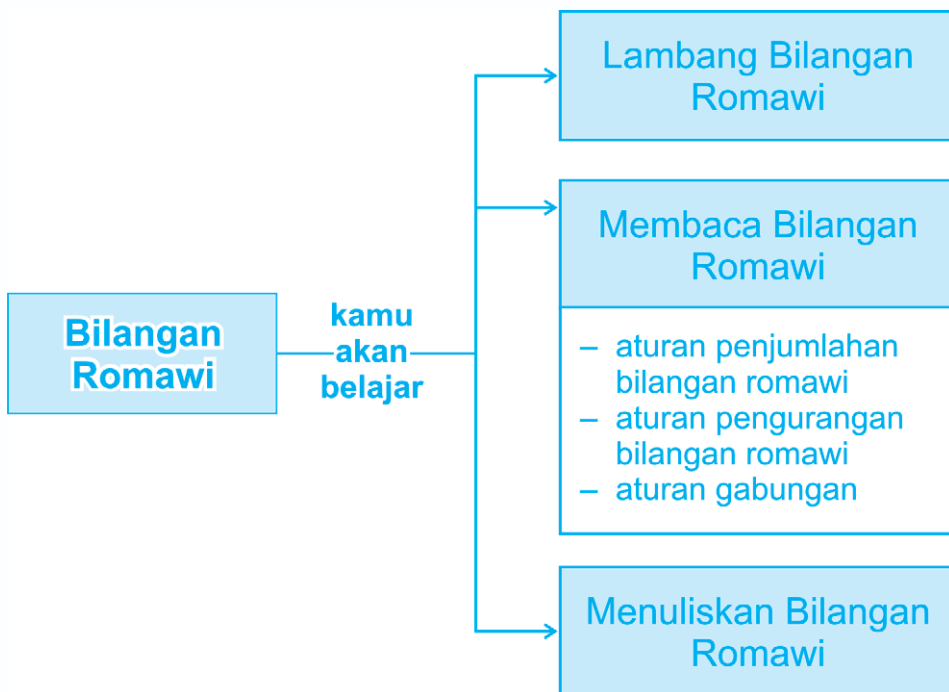 Bilangan
Romawi
kamu
akan
belajar
Lambang Bilangan
Romawi
Membaca Bilangan
Romawi
– aturan penjumlahan
bilangan romawi
– aturan pengurangan
bilangan romawi
– aturan gabungan
Menuliskan Bilangan
Romawi